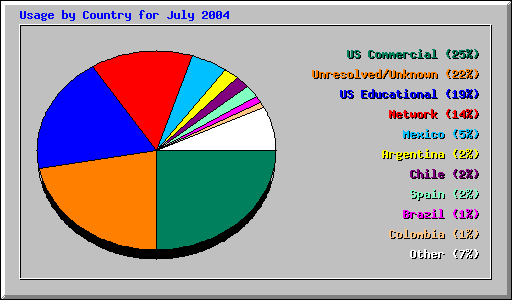 Usage by Country for July 2004
US Commercial (25%)
Unresolved/Unknown (22%)
US Educational (19%)
Network (14%)
Mexico (5%)
Argentina (2%)
Chile (2%)
Spain (2%)
Brazil (1%)
Colombia (1%)
Other (7%)